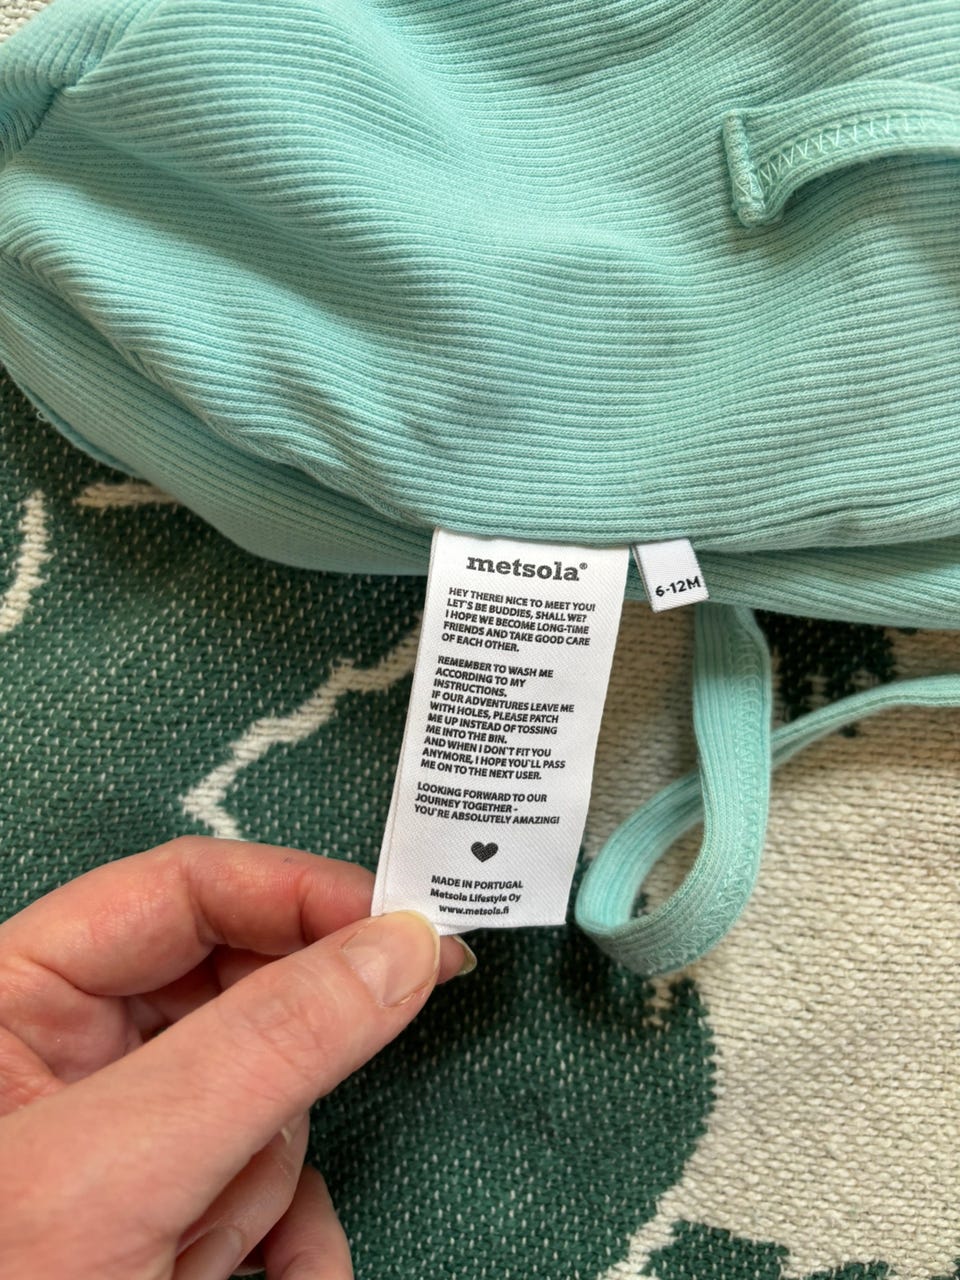 metsola®
HEY THERE! NICE TO MEET YOU!
LET'S BE BUDDIES, SHALL WE?
I HOPE WE BECOME LONG-TIME
FRIENDS AND TAKE GOOD CARE
OF EACH OTHER.
REMEMBER TO WASH ME
ACCORDING TO MY
INSTRUCTIONS.
IF OUR ADVENTURES LEAVE ME
WITH HOLES, PLEASE PATCH
ME UP INSTEAD OF TOSSING
ME INTO THE BIN.
AND WHEN I DON`T FIT YOU
ANYMORE, I HOPE YOU`LL PASS
ME ON TO THE NEXT USER.
LOOKING FORWARD TO OUR
JOURNEY TOGETHER -
YOU`RE ABSOLUTELY AMAZING!
MADE IN PORTUGAL
Metsola Lifestyle Oy
www.metsola.fi
6-12M